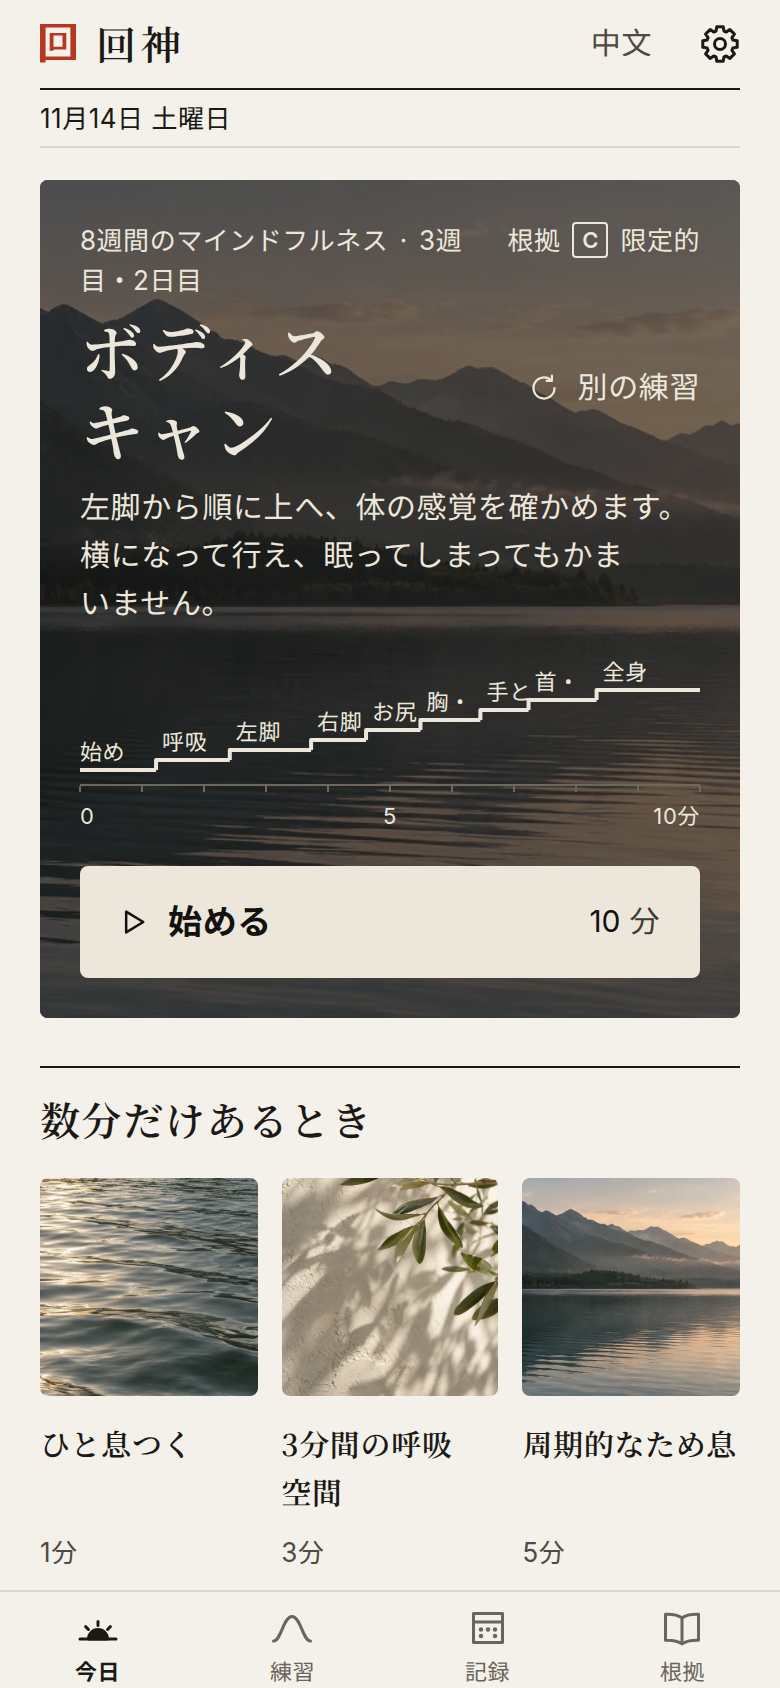 回 回神
中文
11月14日 土曜日
8週間のマインドフルネス · 3週
目・2日目
根拠 C 限定的
ボディス
キャン
別の練習
左脚から順に上へ、体の感覚を確かめます。
横になって行え、眠ってしまってもかま
いません。
始め
呼吸
左脚
右脚
お尻
胸・
手と
首・
全身
0
5
10分
始める
10 分
数分だけあるとき
ひと息つく
3分間の呼吸
空間
周期的なため息
1分
3分
5分
今日
練習
記録
根拠